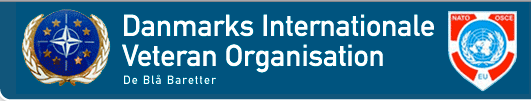 Danmarks Internationale
Veteran Organisation
De Blå Baretter
NATO OSCE
EU